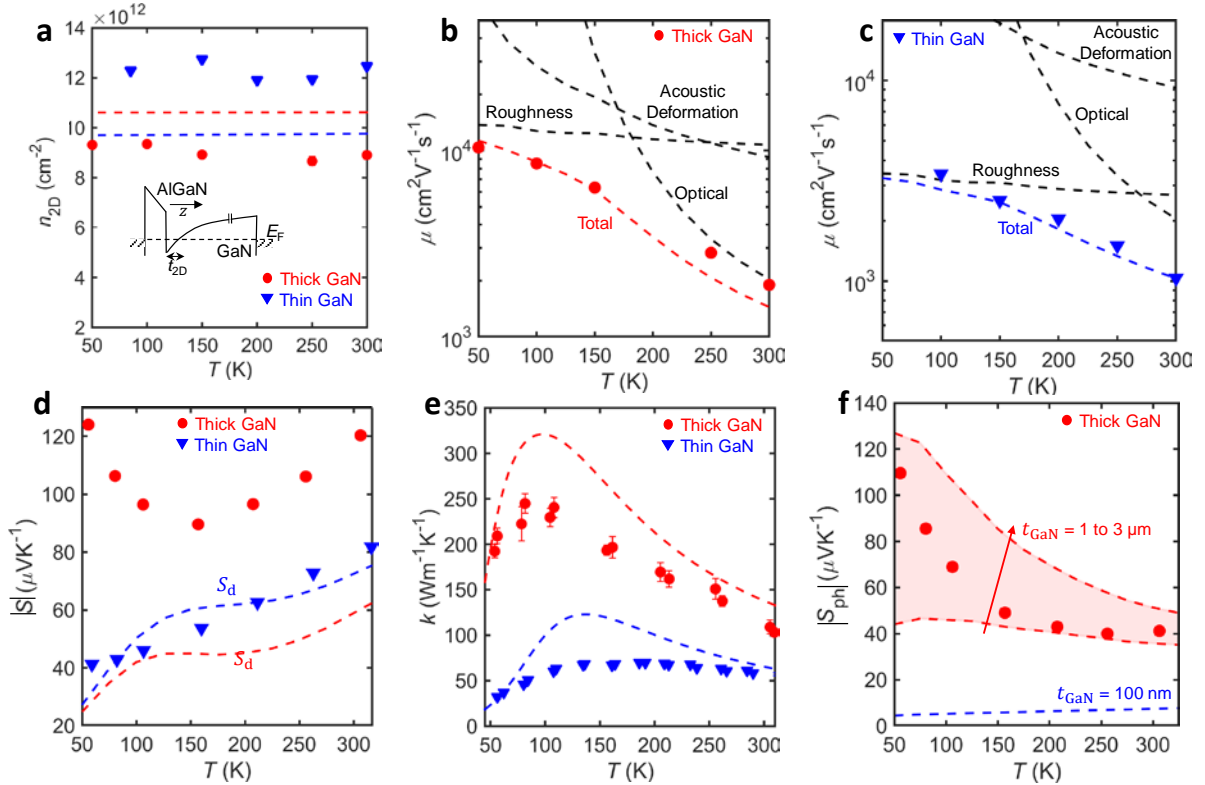 a
× 10¹²
14
12
10
8
6
4
2
n₂D (cm⁻²)
AlGaN
z
E_F
GaN
t₂D
Thick GaN
Thin GaN
50 100 150 200 250 300
T (K)
b
Thick GaN
Roughness
Acoustic
Deformation
Optical
Total
10⁴
10³
μ (cm²V⁻¹s⁻¹)
50 100 150 200 250 300
T (K)
c
Thin GaN
Acoustic
Deformation
Optical
Roughness
Total
10⁴
10³
μ (cm²V⁻¹s⁻¹)
50 100 150 200 250 300
T (K)
d
Thick GaN
Thin GaN
S_d
S_d
120
100
80
60
40
20
|S| (μVK⁻¹)
50 100 150 200 250 300
T (K)
e
Thick GaN
Thin GaN
350
300
250
200
150
100
50
0
k (Wm⁻¹K⁻¹)
50 100 150 200 250 300
T (K)
f
Thick GaN
t_GaN = 1 to 3 μm
t_GaN = 100 nm
140
120
100
80
60
40
20
0
|S_ph| (μVK⁻¹)
50 100 150 200 250 300
T (K)